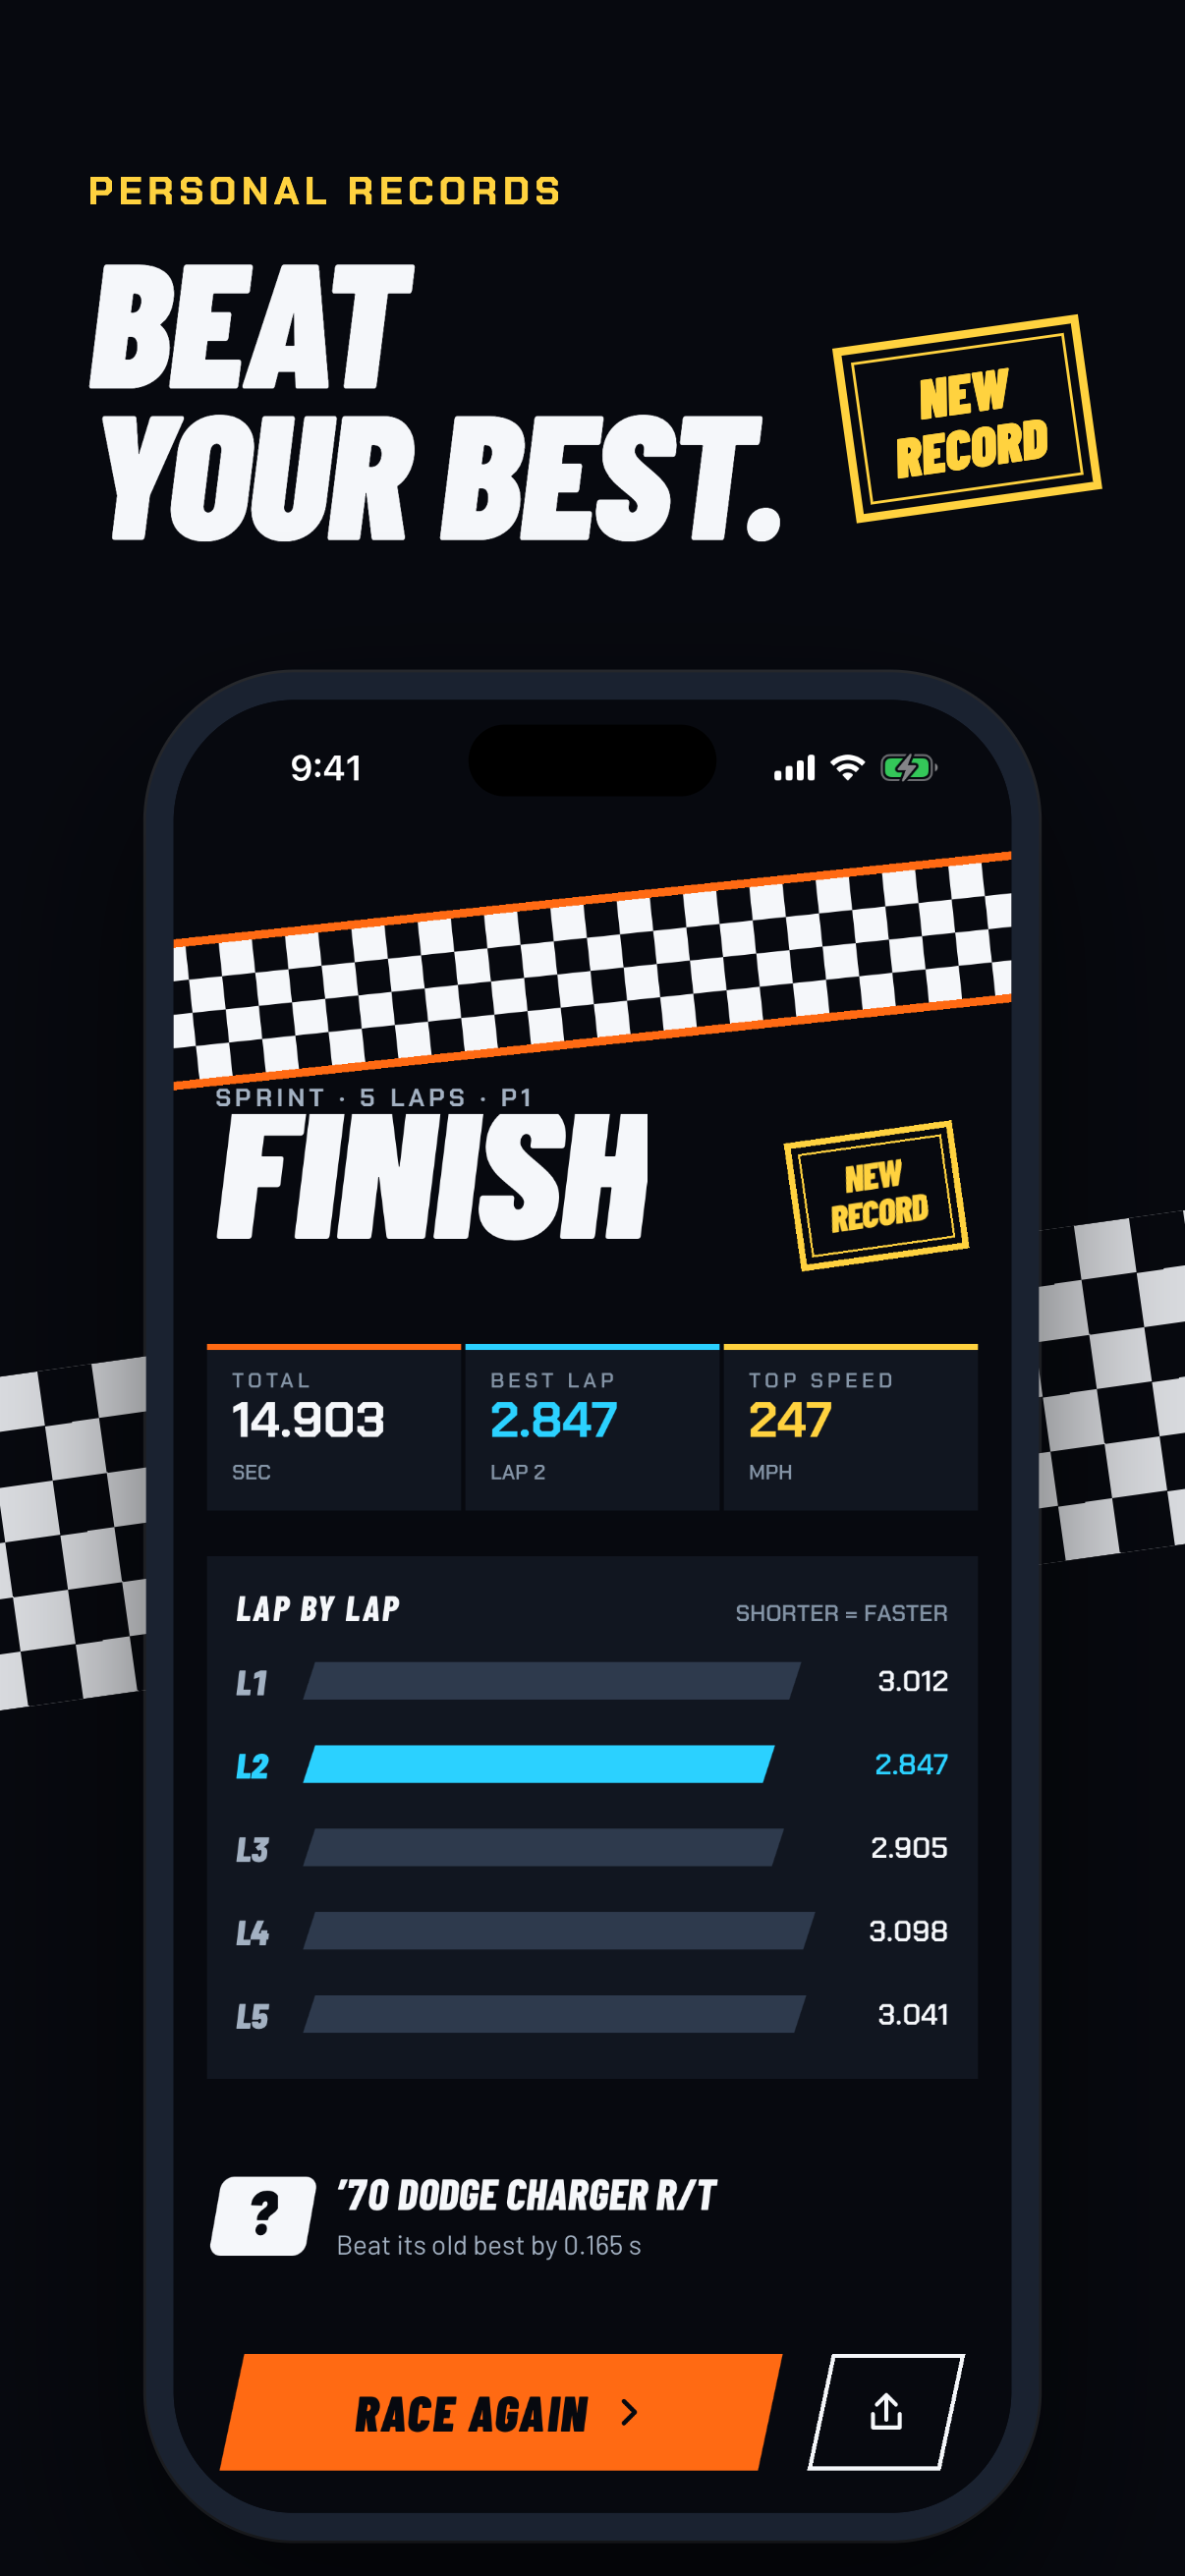 PERSONAL RECORDS
BEAT
YOUR BEST.
NEW
RECORD
9:41
SPRINT · 5 LAPS · P1
FINISH
NEW
RECORD
TOTAL
14.903
SEC
BEST LAP
2.847
LAP 2
TOP SPEED
247
MPH
LAP BY LAP
SHORTER = FASTER
L1 3.012
L2 2.847
L3 2.905
L4 3.098
L5 3.041
?
'70 DODGE CHARGER R/T
Beat its old best by 0.165 s
RACE AGAIN